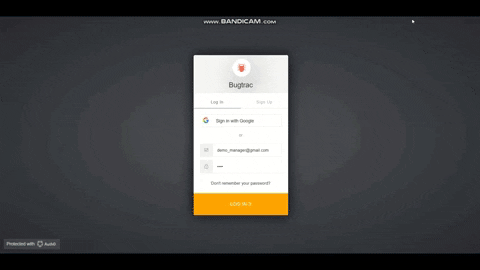 www.BANDICAM.com
Bugtrac
Log In
Sign Up
Sign in with Google
or
demo_manager@gmail.com
••••
Don't remember your password?
LOG IN >
Protected with Auth0